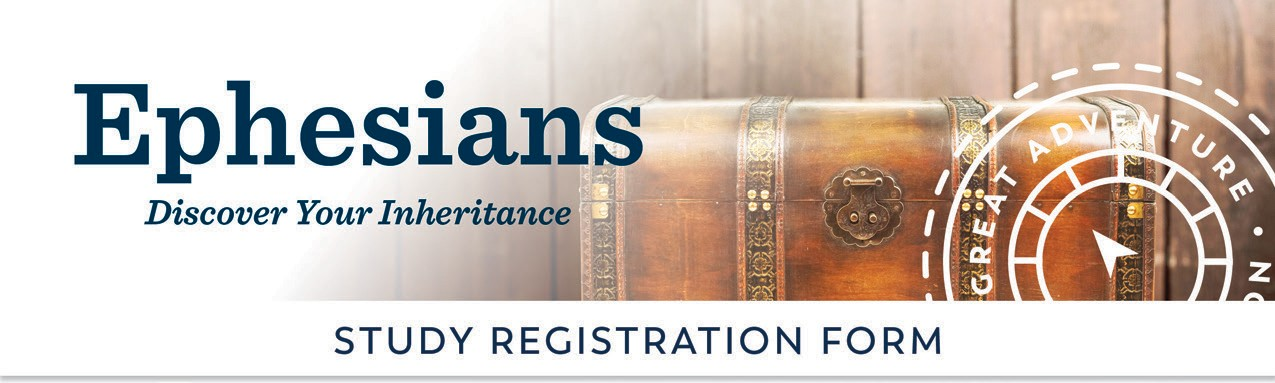 Ephesians
Discover Your Inheritance
GREAT ADVENTURE •
STUDY REGISTRATION FORM